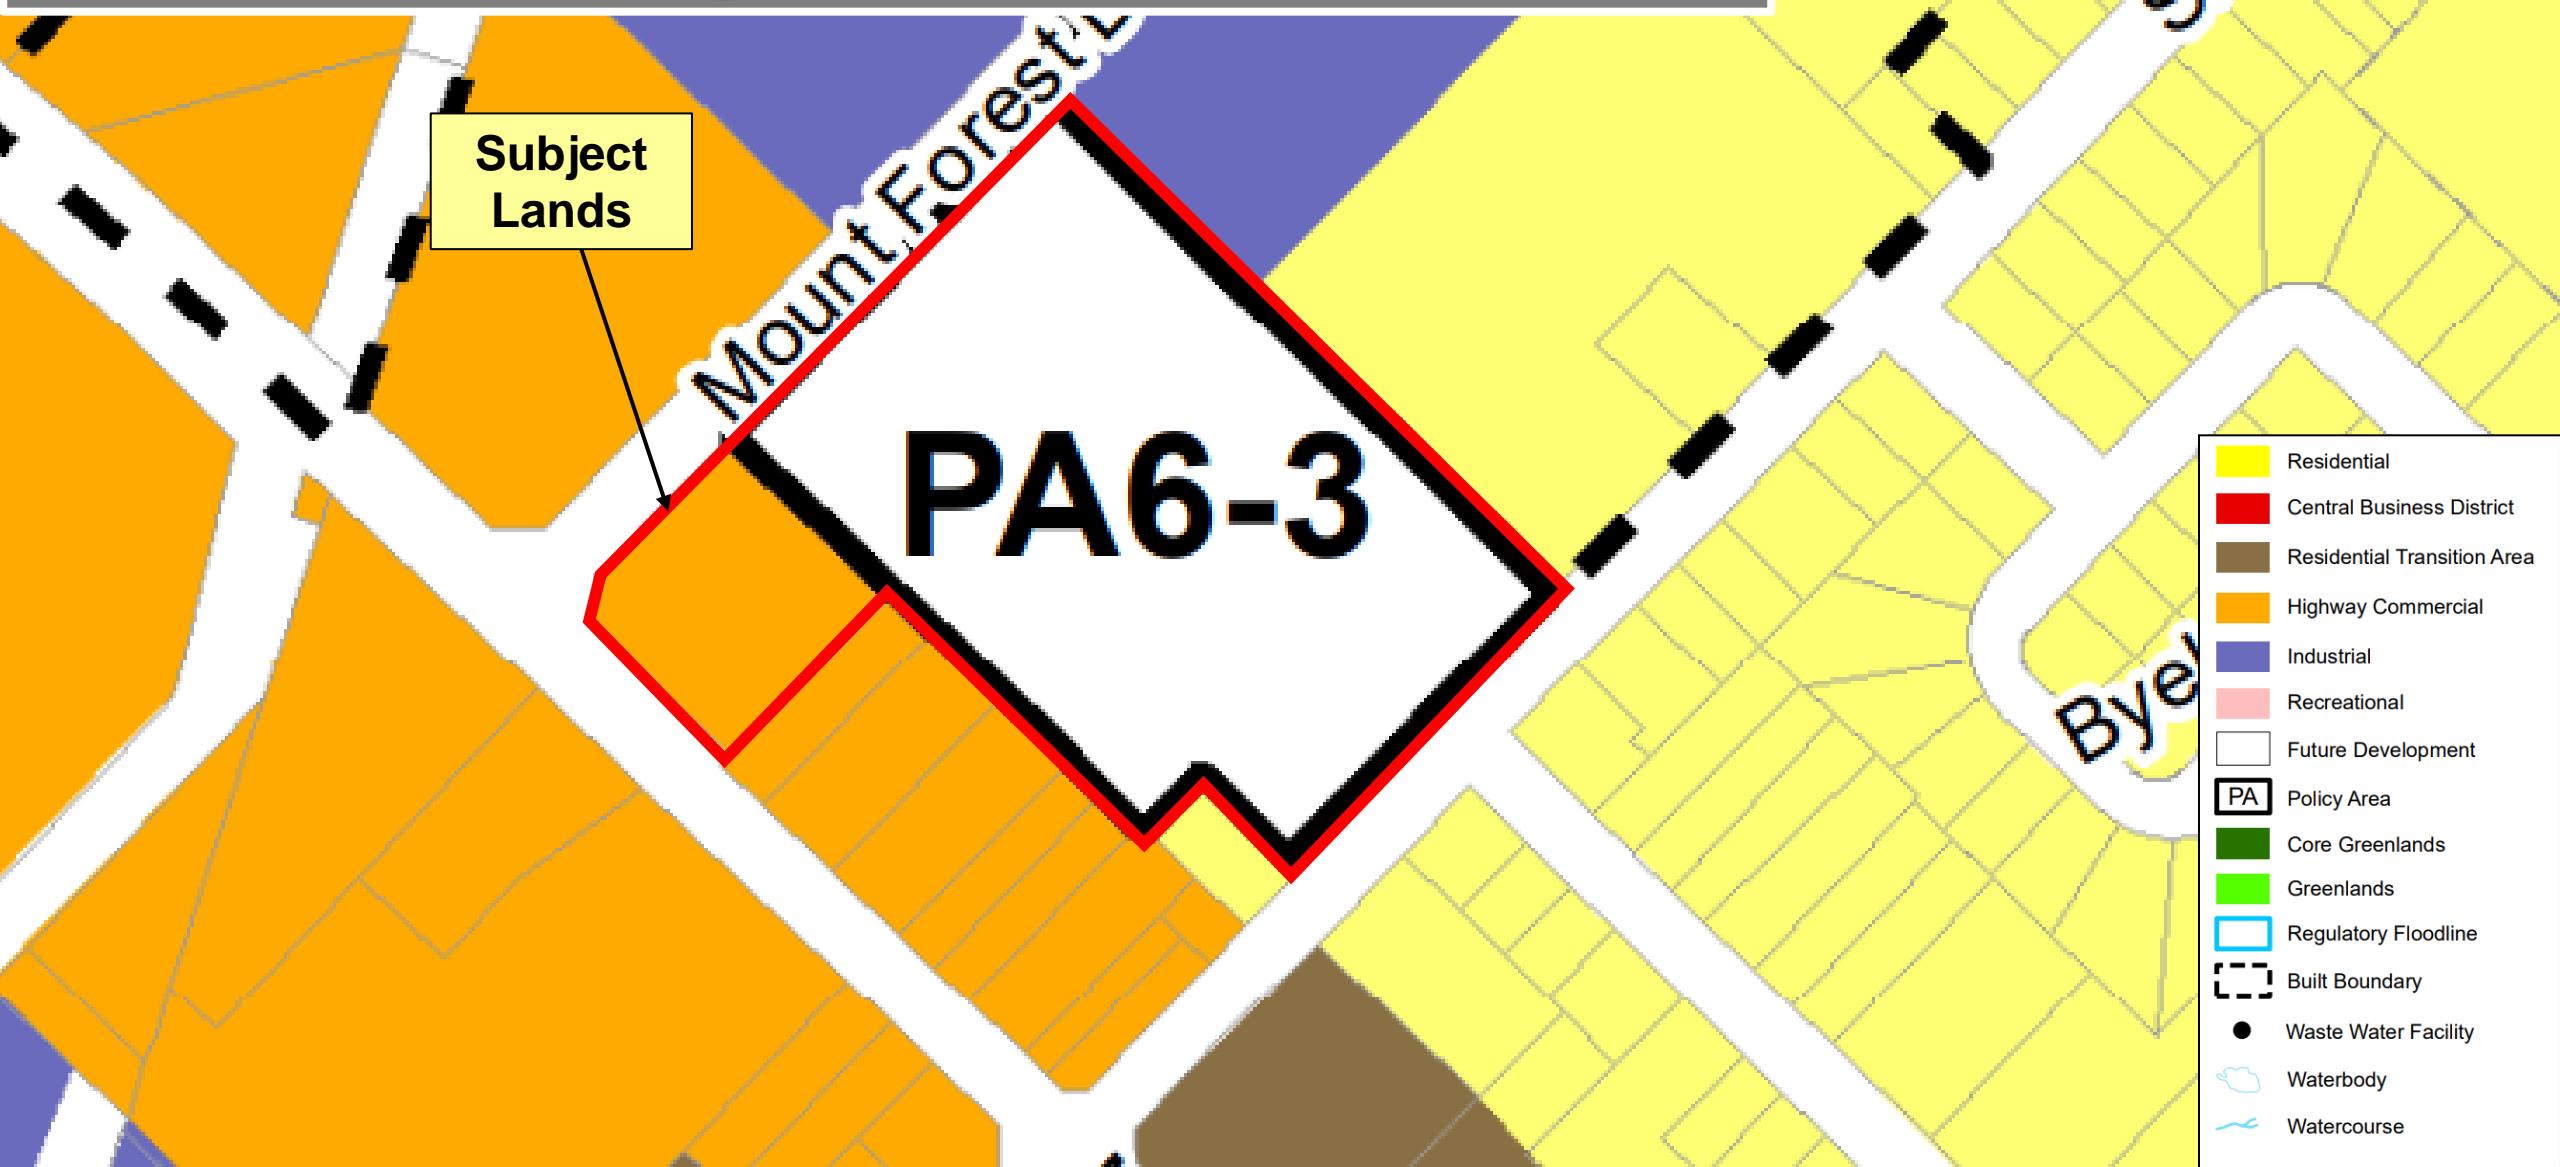 Subject
Lands
Mount Forest
PA6-3
Residential
Central Business District
Residential Transition Area
Highway Commercial
Industrial
Recreational
Future Development
PA
Policy Area
Core Greenlands
Greenlands
Regulatory Floodline
Built Boundary
Waste Water Facility
Waterbody
Watercourse